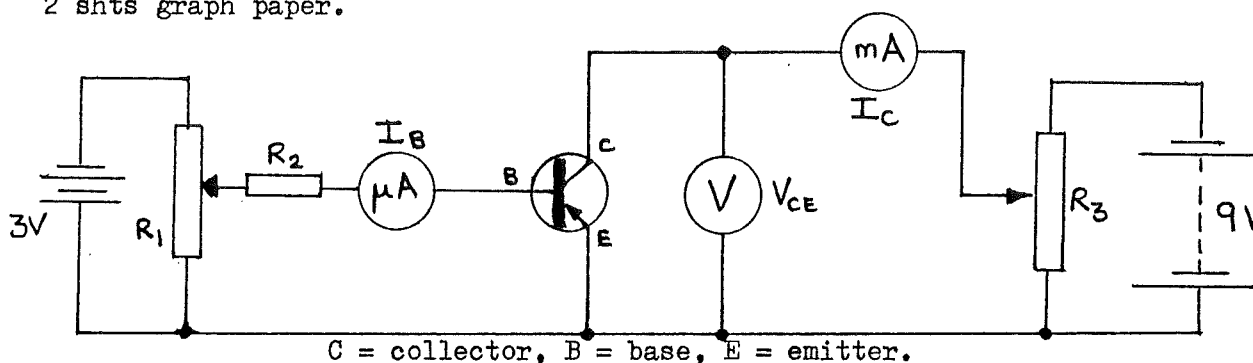 2 shts graph paper.
mA
I_C
I_B
R_2
C
B
μA
V
V_CE
R_3
3V
R_1
E
9V
C = collector, B = base, E = emitter.